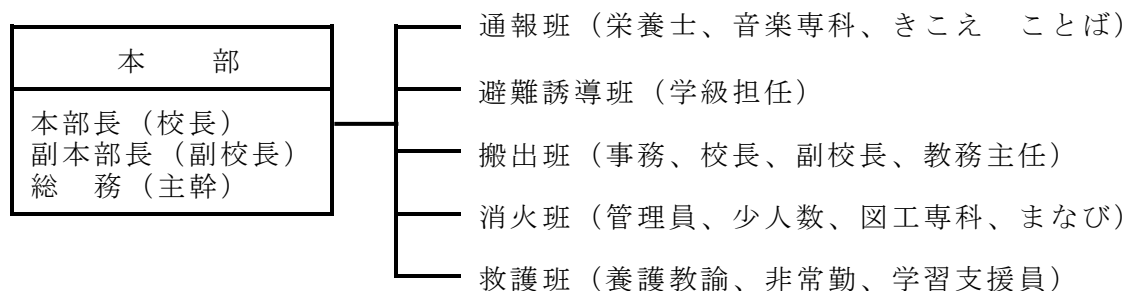 本　　部
本部長（校長）
副本部長（副校長）
総　務（主幹）
通報班（栄養士、音楽専科、きこえ　ことば）
避難誘導班（学級担任）
搬出班（事務、校長、副校長、教務主任）
消火班（管理員、少人数、図工専科、まなび）
救護班（養護教諭、非常勤、学習支援員）